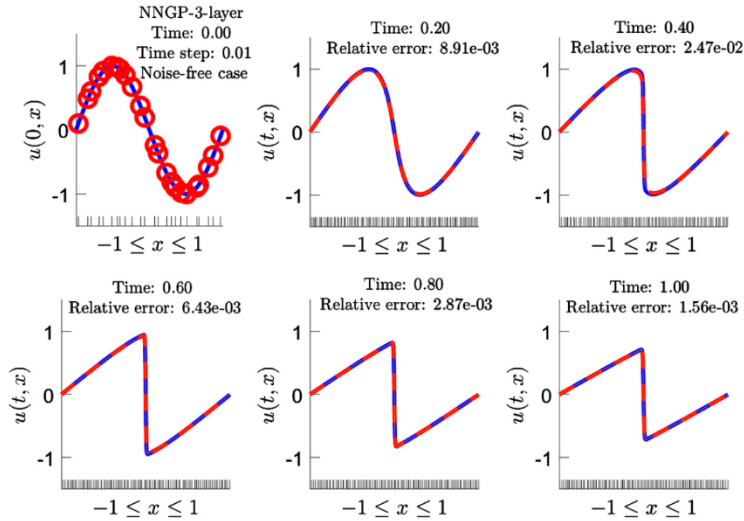 NNGP-3-layer
Time: 0.00
Time step: 0.01
Noise-free case
1
0
-1
u(0, x)
−1 ≤ x ≤ 1
Time: 0.20
Relative error: 8.91e-03
1
0
-1
u(t, x)
−1 ≤ x ≤ 1
Time: 0.40
Relative error: 2.47e-02
1
0
-1
u(t, x)
−1 ≤ x ≤ 1
Time: 0.60
Relative error: 6.43e-03
1
0
-1
u(t, x)
−1 ≤ x ≤ 1
Time: 0.80
Relative error: 2.87e-03
1
0
-1
u(t, x)
−1 ≤ x ≤ 1
Time: 1.00
Relative error: 1.56e-03
1
0
-1
u(t, x)
−1 ≤ x ≤ 1